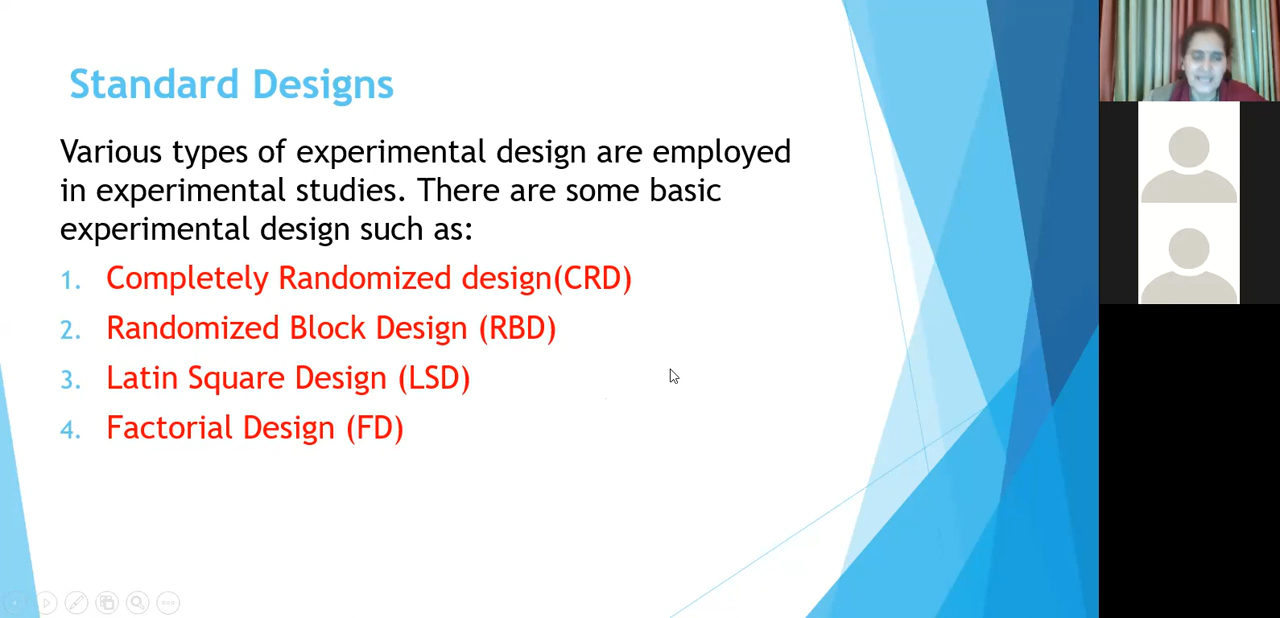 Standard Designs
Various types of experimental design are employed
in experimental studies. There are some basic
experimental design such as:
1. Completely Randomized design(CRD)
2. Randomized Block Design (RBD)
3. Latin Square Design (LSD)
4. Factorial Design (FD)